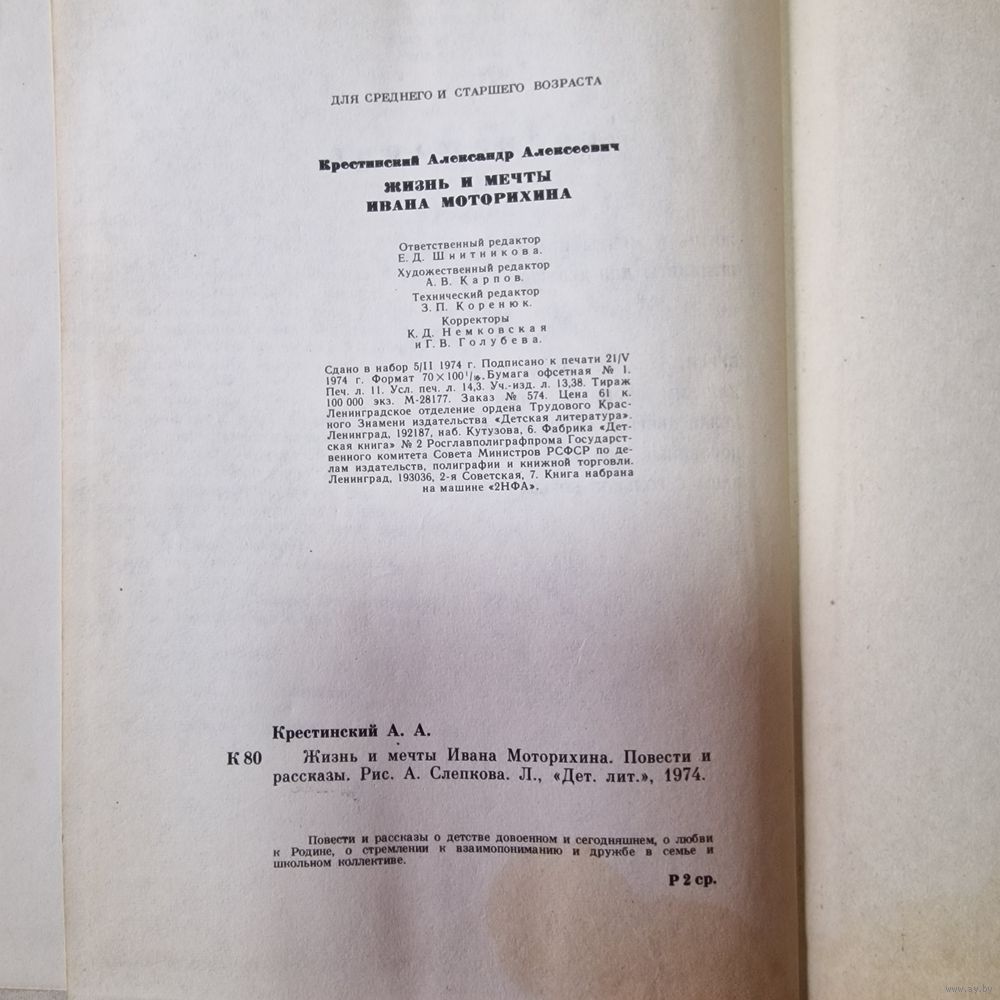 ДЛЯ СРЕДНЕГО И СТАРШЕГО ВОЗРАСТА
Крестинский Александр Алексеевич
ЖИЗНЬ И МЕЧТЫ
ИВАНА МОТОРИХИНА
Ответственный редактор
Е. Д. Шнитникова.
Художественный редактор
А. В. Карпов.
Технический редактор
З. П. Коренюк.
Корректоры
К. Д. Немковская
и Г. В. Голубева.
Сдано в набор 5/II 1974 г. Подписано к печати 21/V
1974 г. Формат 70×100¹/₁₆. Бумага офсетная № 1.
Печ. л. 11. Усл. печ. л. 14,3. Уч.-изд. л. 13,38. Тираж
100 000 экз. М-28177. Заказ № 574. Цена 61 к.
Ленинградское отделение ордена Трудового Крас-
ного Знамени издательства «Детская литература».
Ленинград, 192187, наб. Кутузова, 6. Фабрика «Дет-
ская книга» № 2 Росглавполиграфпрома Государст-
венного комитета Совета Министров РСФСР по де-
лам издательств, полиграфии и книжной торговли.
Ленинград, 193036, 2-я Советская, 7. Книга набрана
на машине «2НФА».
Крестинский А. А.
К 80 Жизнь и мечты Ивана Моторихина. Повести и
рассказы. Рис. А. Слепкова. Л., «Дет. лит.», 1974.
Повести и рассказы о детстве довоенном и сегодняшнем, о любви
к Родине, о стремлении к взаимопониманию и дружбе в семье и
школьном коллективе.
Р 2 ср.
www.ay.by